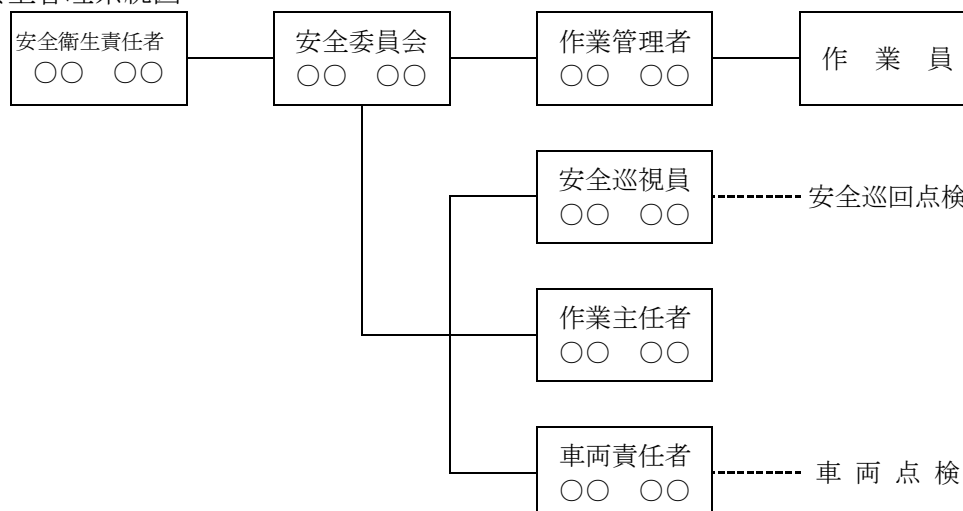 安全衛生責任者
○○ ○○
安全委員会
○○ ○○
作業管理者
○○ ○○
作 業 員
安全巡視員
○○ ○○
安全巡回点検
作業主任者
○○ ○○
車両責任者
○○ ○○
車 両 点 検